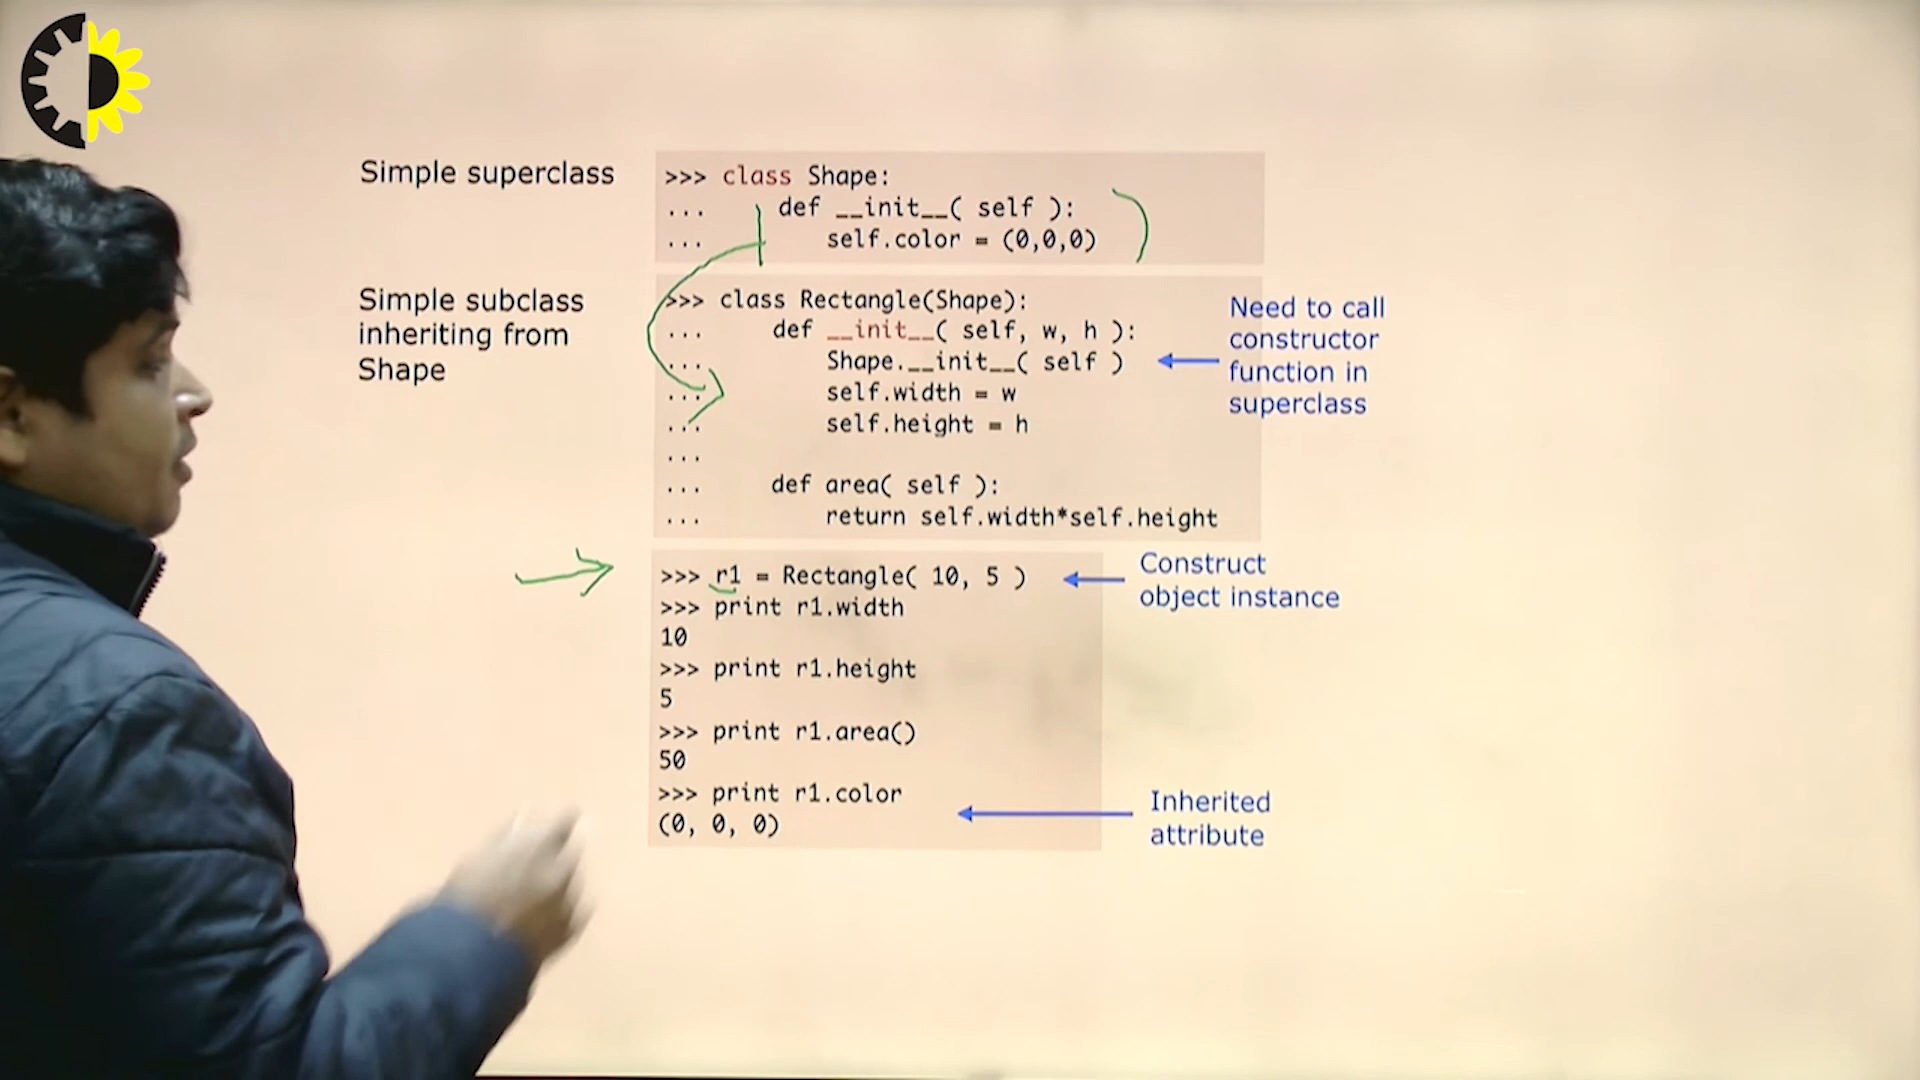 Simple superclass
>>> class Shape:
... def __init__( self ):
... self.color = (0,0,0)
Simple subclass
inheriting from
Shape
>>> class Rectangle(Shape):
... def __init__( self, w, h ):
... Shape.__init__( self )
... self.width = w
... self.height = h
...
... def area( self ):
... return self.width*self.height
Need to call
constructor
function in
superclass
>>> r1 = Rectangle( 10, 5 )
>>> print r1.width
10
>>> print r1.height
5
>>> print r1.area()
50
>>> print r1.color
(0, 0, 0)
Construct
object instance
Inherited
attribute